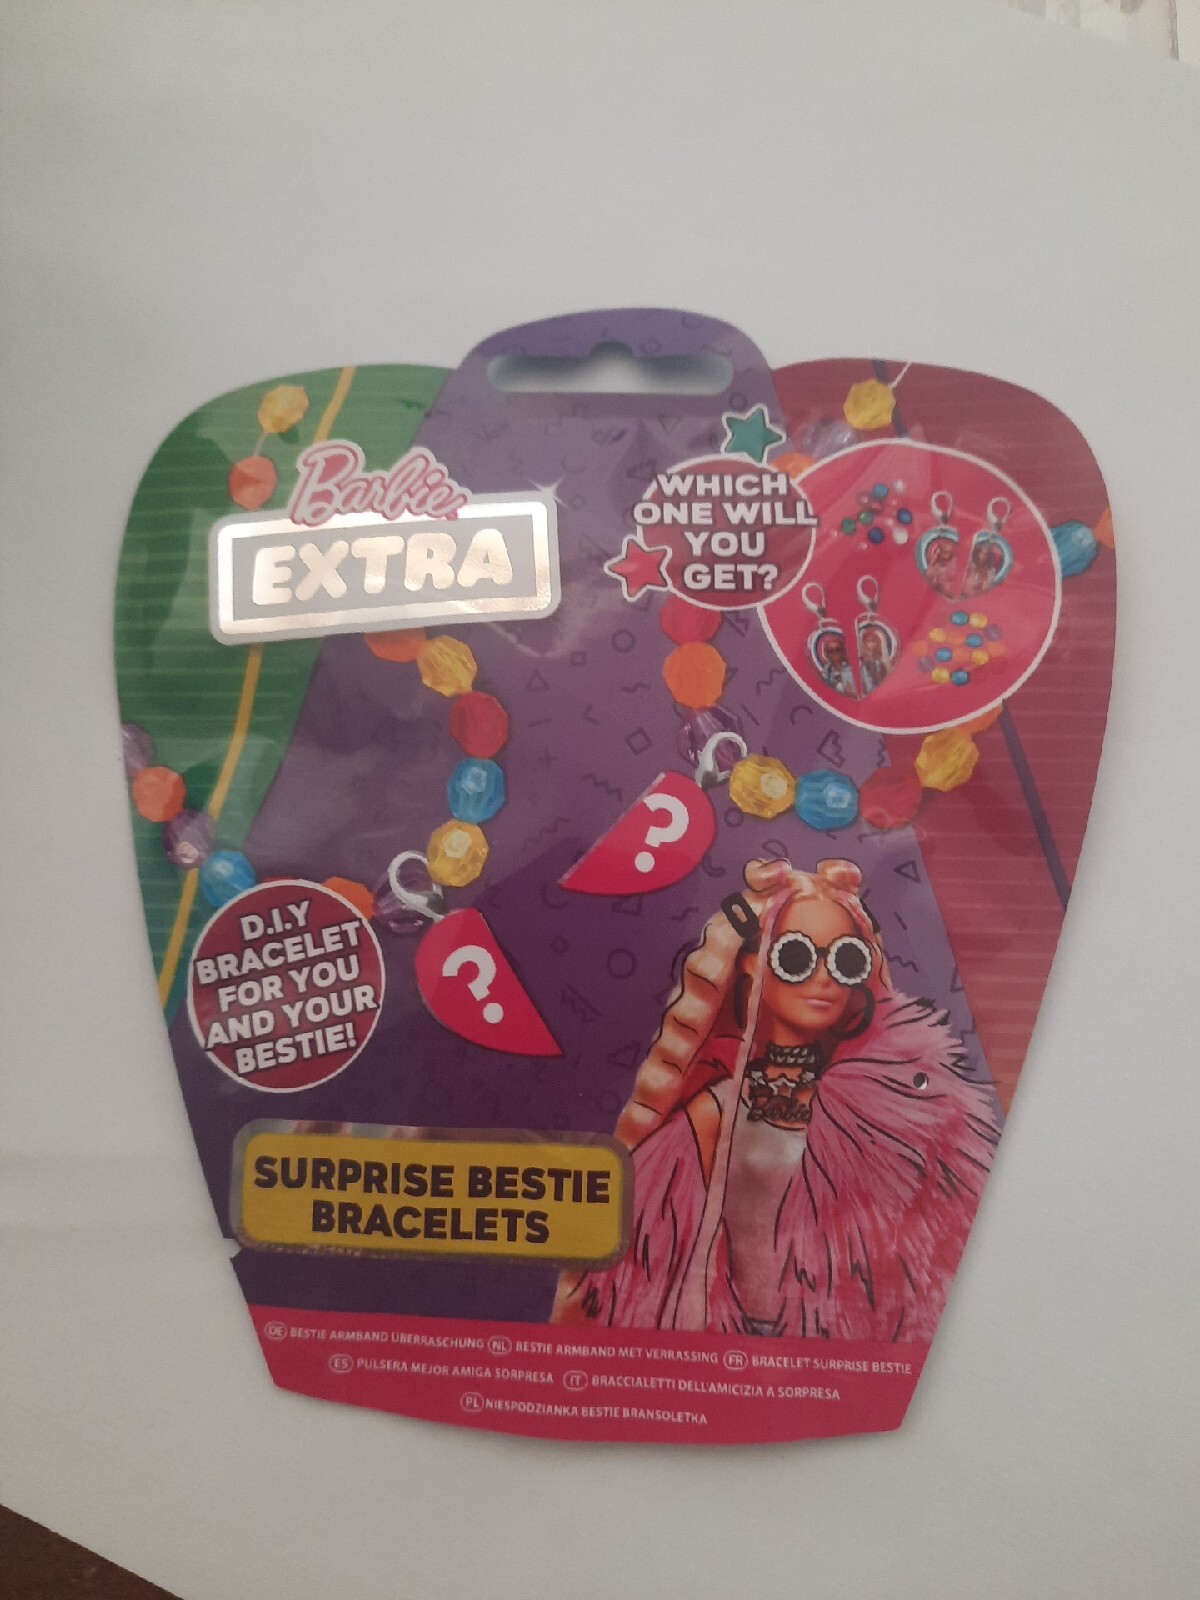 Barbie
EXTRA
WHICH
ONE WILL
YOU
GET?
?
?
D.I.Y
BRACELET
FOR YOU
AND YOUR
BESTIE!
Barbie
SURPRISE BESTIE
BRACELETS
DE BESTIE ARMBAND ÜBERRASCHUNG NL BESTIE ARMBAND MET VERRASSING FR BRACELET SURPRISE BESTIE
ES PULSERA MEJOR AMIGA SORPRESA IT BRACCIALETTI DELL'AMICIZIA A SORPRESA
PL NIESPODZIANKA BESTIE BRANSOLETKA